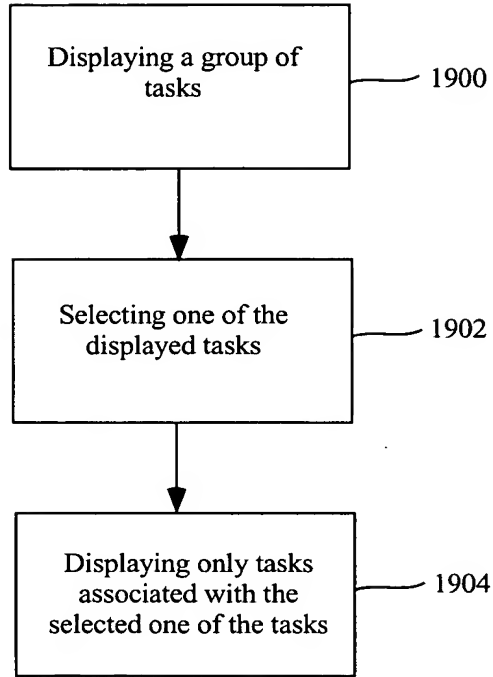 Displaying a group of
tasks
1900
Selecting one of the
displayed tasks
1902
Displaying only tasks
associated with the
selected one of the tasks
1904